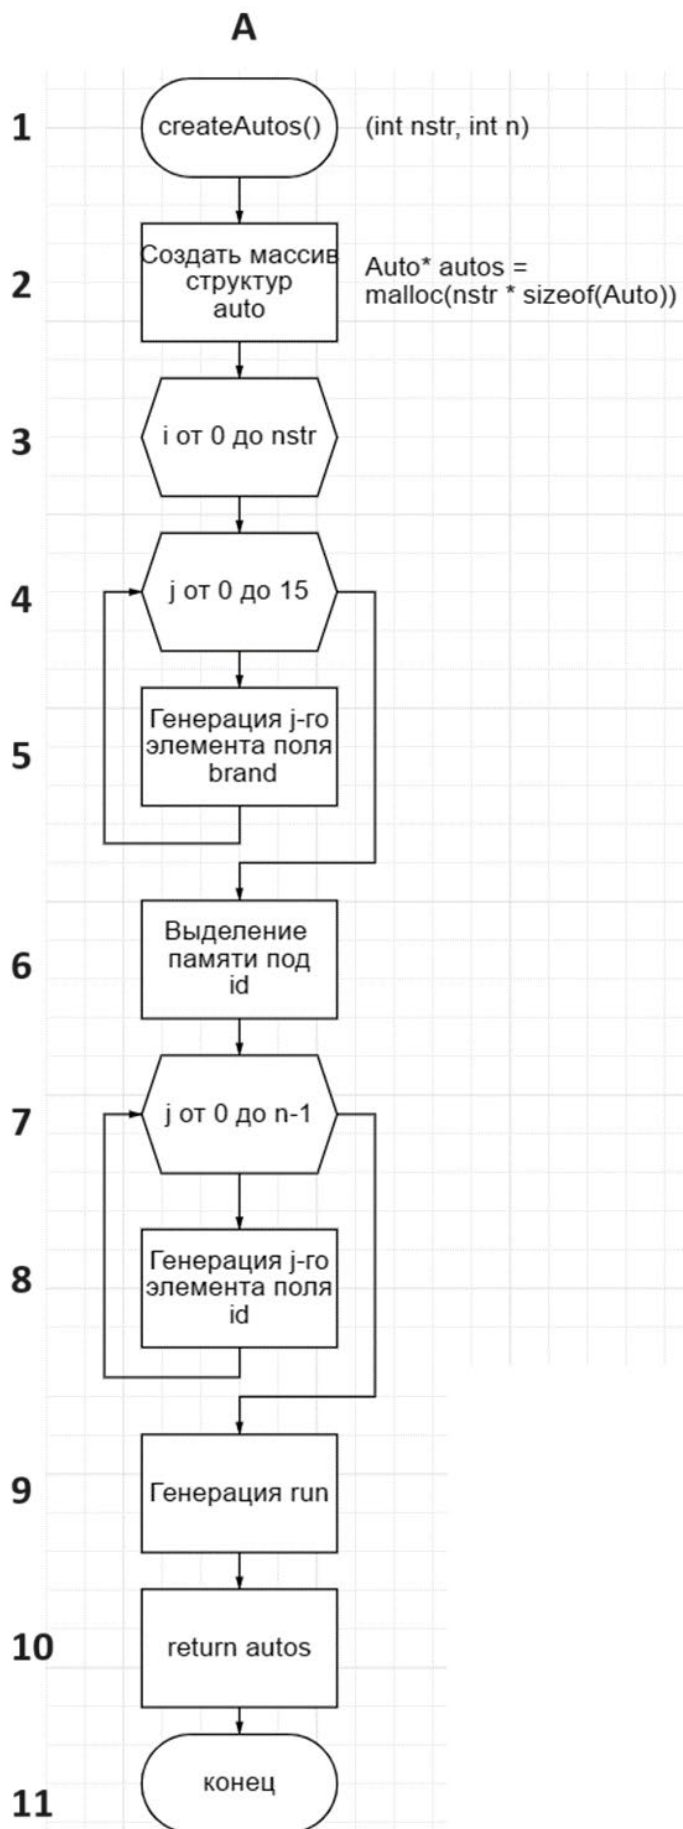 A
1
createAutos()
(int nstr, int n)
2
Создать массив
структур
auto
Auto* autos =
malloc(nstr * sizeof(Auto))
3
i от 0 до nstr
4
j от 0 до 15
5
Генерация j-го
элемента поля
brand
6
Выделение
памяти под
id
7
j от 0 до n-1
8
Генерация j-го
элемента поля
id
9
Генерация run
10
return autos
11
конец